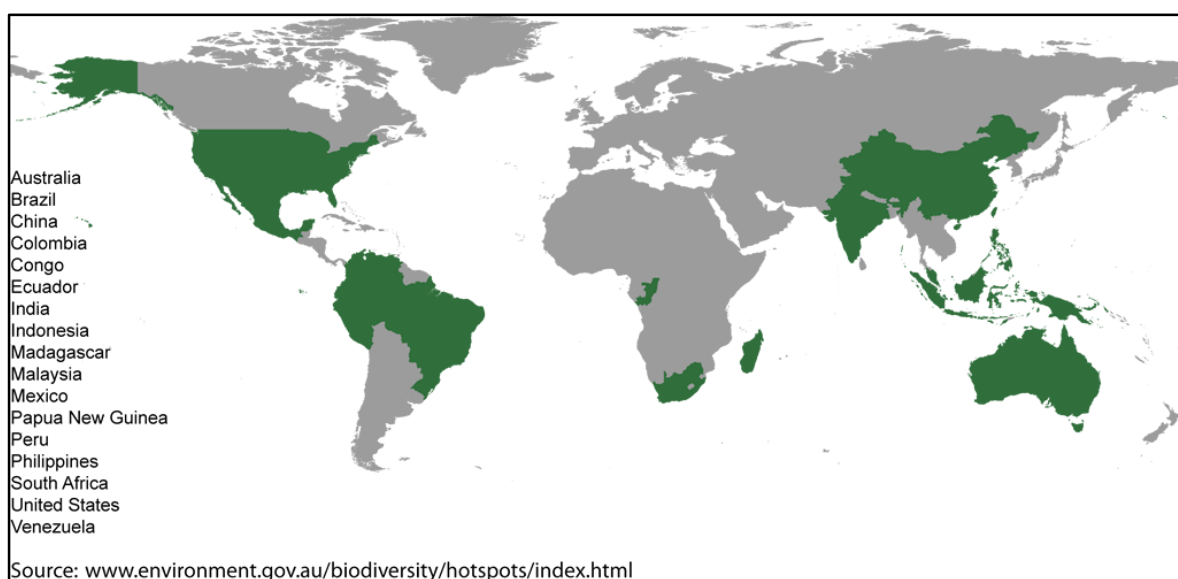 Australia
Brazil
China
Colombia
Congo
Ecuador
India
Indonesia
Madagascar
Malaysia
Mexico
Papua New Guinea
Peru
Philippines
South Africa
United States
Venezuela
Source: www.environment.gov.au/biodiversity/hotspots/index.html